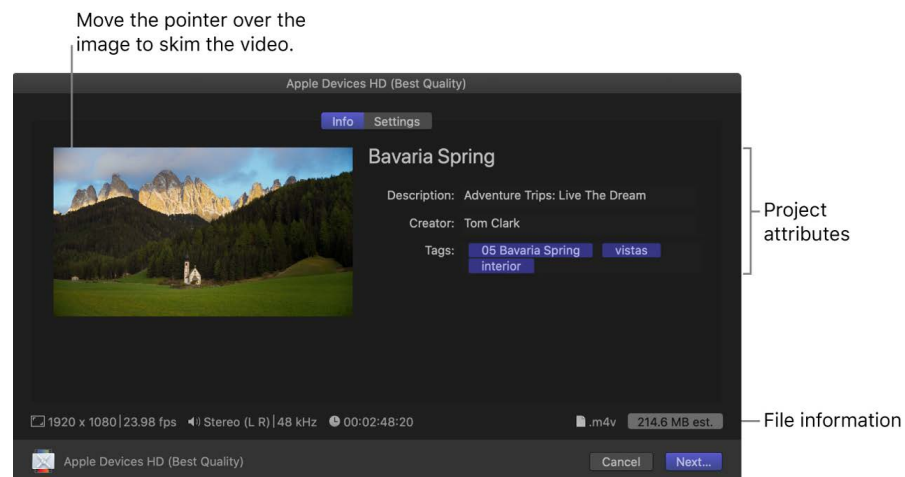 Move the pointer over the
image to skim the video.
Apple Devices HD (Best Quality)
Info Settings
Bavaria Spring
Description: Adventure Trips: Live The Dream
Creator: Tom Clark
Tags: 05 Bavaria Spring vistas
interior
Project
attributes
1920 x 1080|23.98 fps Stereo (L R)|48 kHz 00:02:48:20 .m4v 214.6 MB est.
File information
Apple Devices HD (Best Quality) Cancel Next...